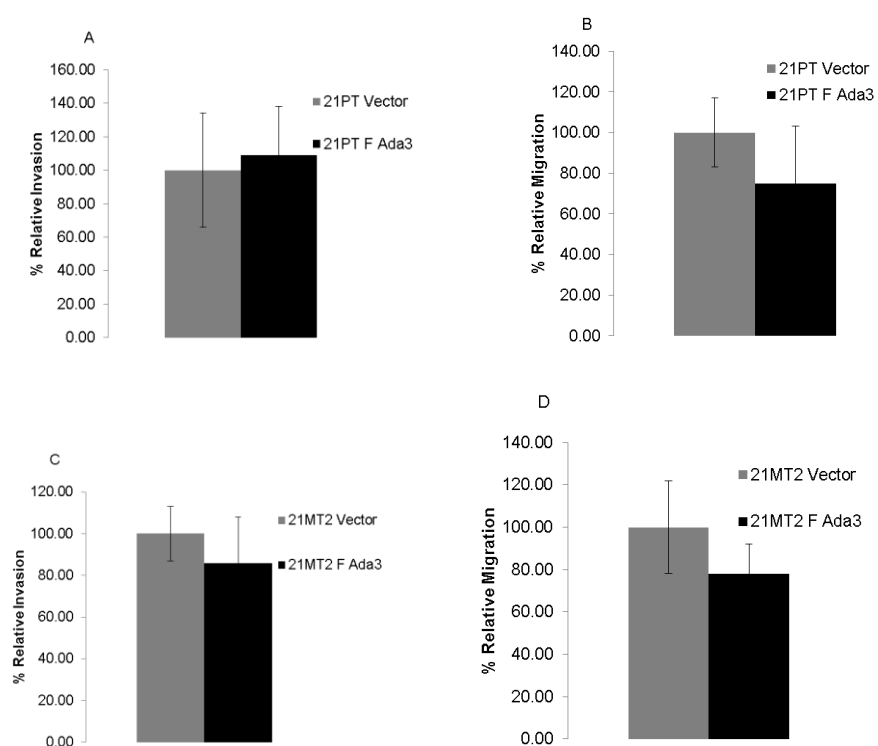 A
% Relative Invasion
160.00
140.00
120.00
100.00
80.00
60.00
40.00
20.00
0.00
21PT Vector
21PT F Ada3
B
% Relative Migration
140.00
120.00
100.00
80.00
60.00
40.00
20.00
0.00
21PT Vector
21PT F Ada3
C
% Relative Invasion
120.00
100.00
80.00
60.00
40.00
20.00
0.00
21MT2 Vector
21MT2 F Ada3
D
% Relative Migration
140.00
120.00
100.00
80.00
60.00
40.00
20.00
0.00
21MT2 Vector
21MT2 F Ada3